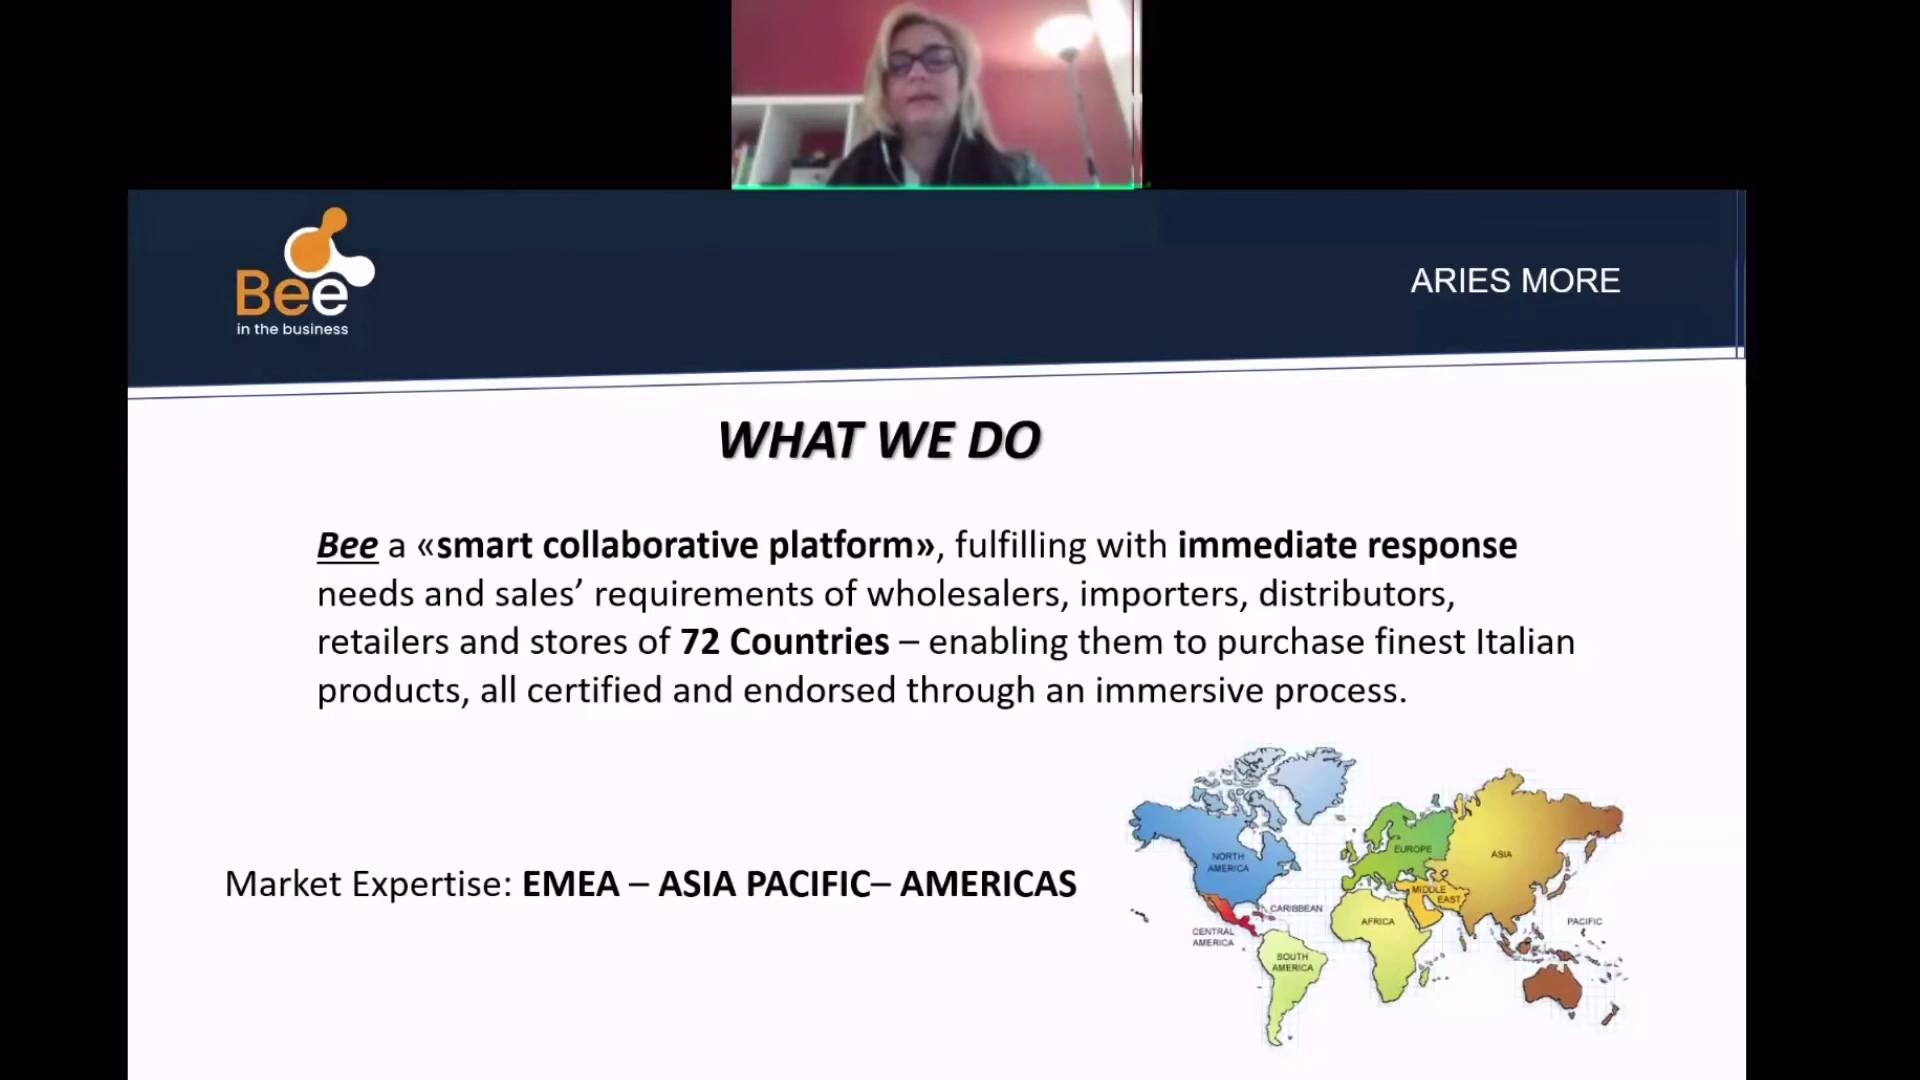 Bee
in the business
ARIES MORE
WHAT WE DO
Bee a «smart collaborative platform», fulfilling with immediate response
needs and sales’ requirements of wholesalers, importers, distributors,
retailers and stores of 72 Countries – enabling them to purchase finest Italian
products, all certified and endorsed through an immersive process.
Market Expertise: EMEA – ASIA PACIFIC– AMERICAS
NORTH
AMERICA
EUROPE
ASIA
MIDDLE
EAST
CARIBBEAN
AFRICA
PACIFIC
CENTRAL
AMERICA
SOUTH
AMERICA